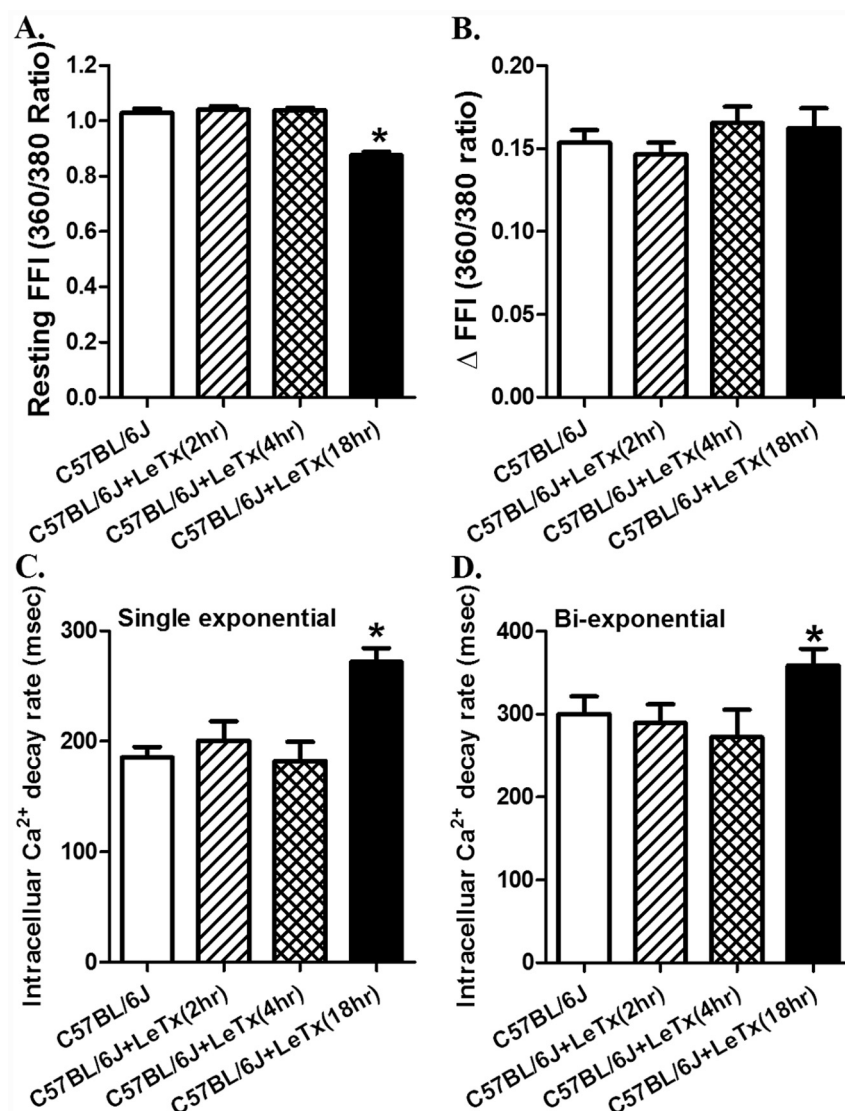 A.
Resting FFI (360/380 Ratio)
1.2
1.0
0.8
0.6
0.4
0.2
0.0
*
C57BL/6J
C57BL/6J+LeTx(2hr)
C57BL/6J+LeTx(4hr)
C57BL/6J+LeTx(18hr)
B.
Δ FFI (360/380 ratio)
0.20
0.15
0.10
0.05
0.00
C57BL/6J
C57BL/6J+LeTx(2hr)
C57BL/6J+LeTx(4hr)
C57BL/6J+LeTx(18hr)
C.
Intracelluar Ca²⁺ decay rate (msec)
Single exponential
300
200
100
0
*
C57BL/6J
C57BL/6J+LeTx(2hr)
C57BL/6J+LeTx(4hr)
C57BL/6J+LeTx(18hr)
D.
Intracelluar Ca²⁺ decay rate (msec)
Bi-exponential
400
300
200
100
0
*
C57BL/6J
C57BL/6J+LeTx(2hr)
C57BL/6J+LeTx(4hr)
C57BL/6J+LeTx(18hr)